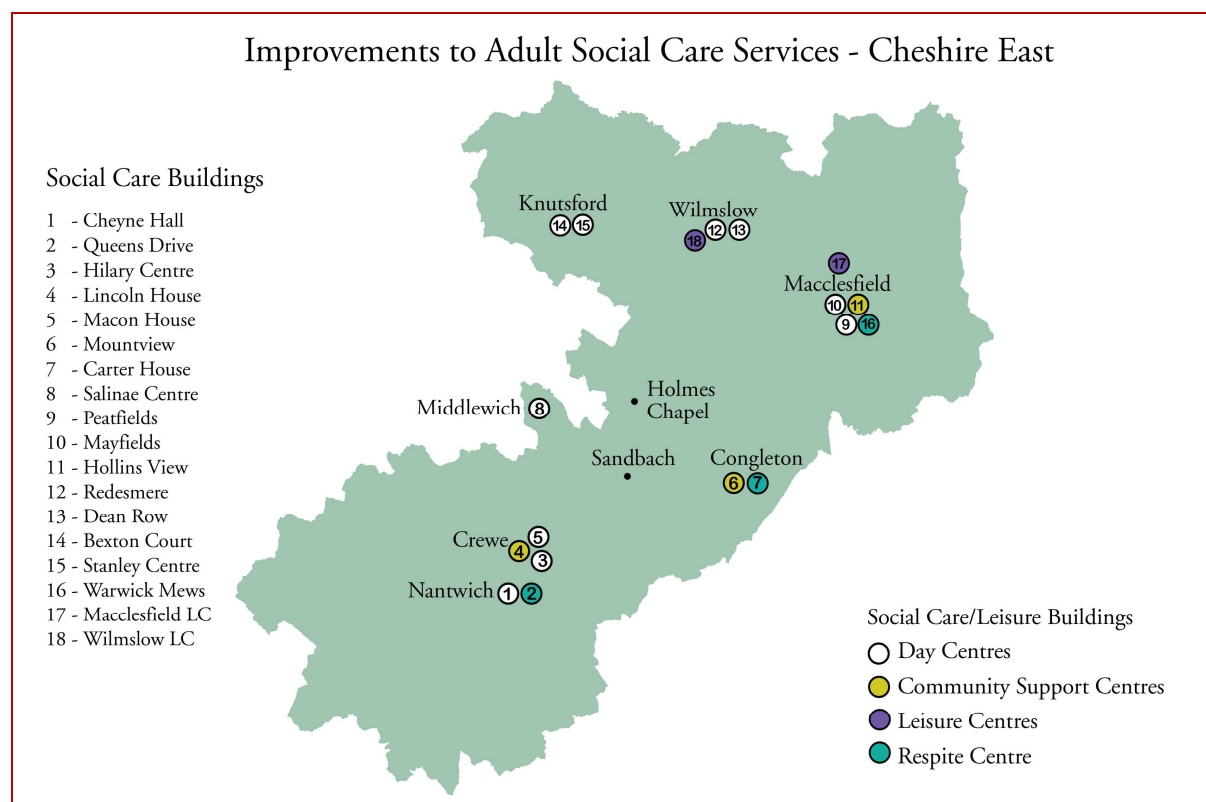 Improvements to Adult Social Care Services - Cheshire East
Social Care Buildings
1 - Cheyne Hall
2 - Queens Drive
3 - Hilary Centre
4 - Lincoln House
5 - Macon House
6 - Mountview
7 - Carter House
8 - Salinae Centre
9 - Peatfields
10 - Mayfields
11 - Hollins View
12 - Redesmere
13 - Dean Row
14 - Bexton Court
15 - Stanley Centre
16 - Warwick Mews
17 - Macclesfield LC
18 - Wilmslow LC
Knutsford
14 15
Wilmslow
18 12 13
17
Macclesfield
10 11
9 16
Holmes
Chapel
Middlewich 8
Sandbach
Congleton
6 7
Crewe 4 5
3
Nantwich 1 2
Social Care/Leisure Buildings
Day Centres
Community Support Centres
Leisure Centres
Respite Centre